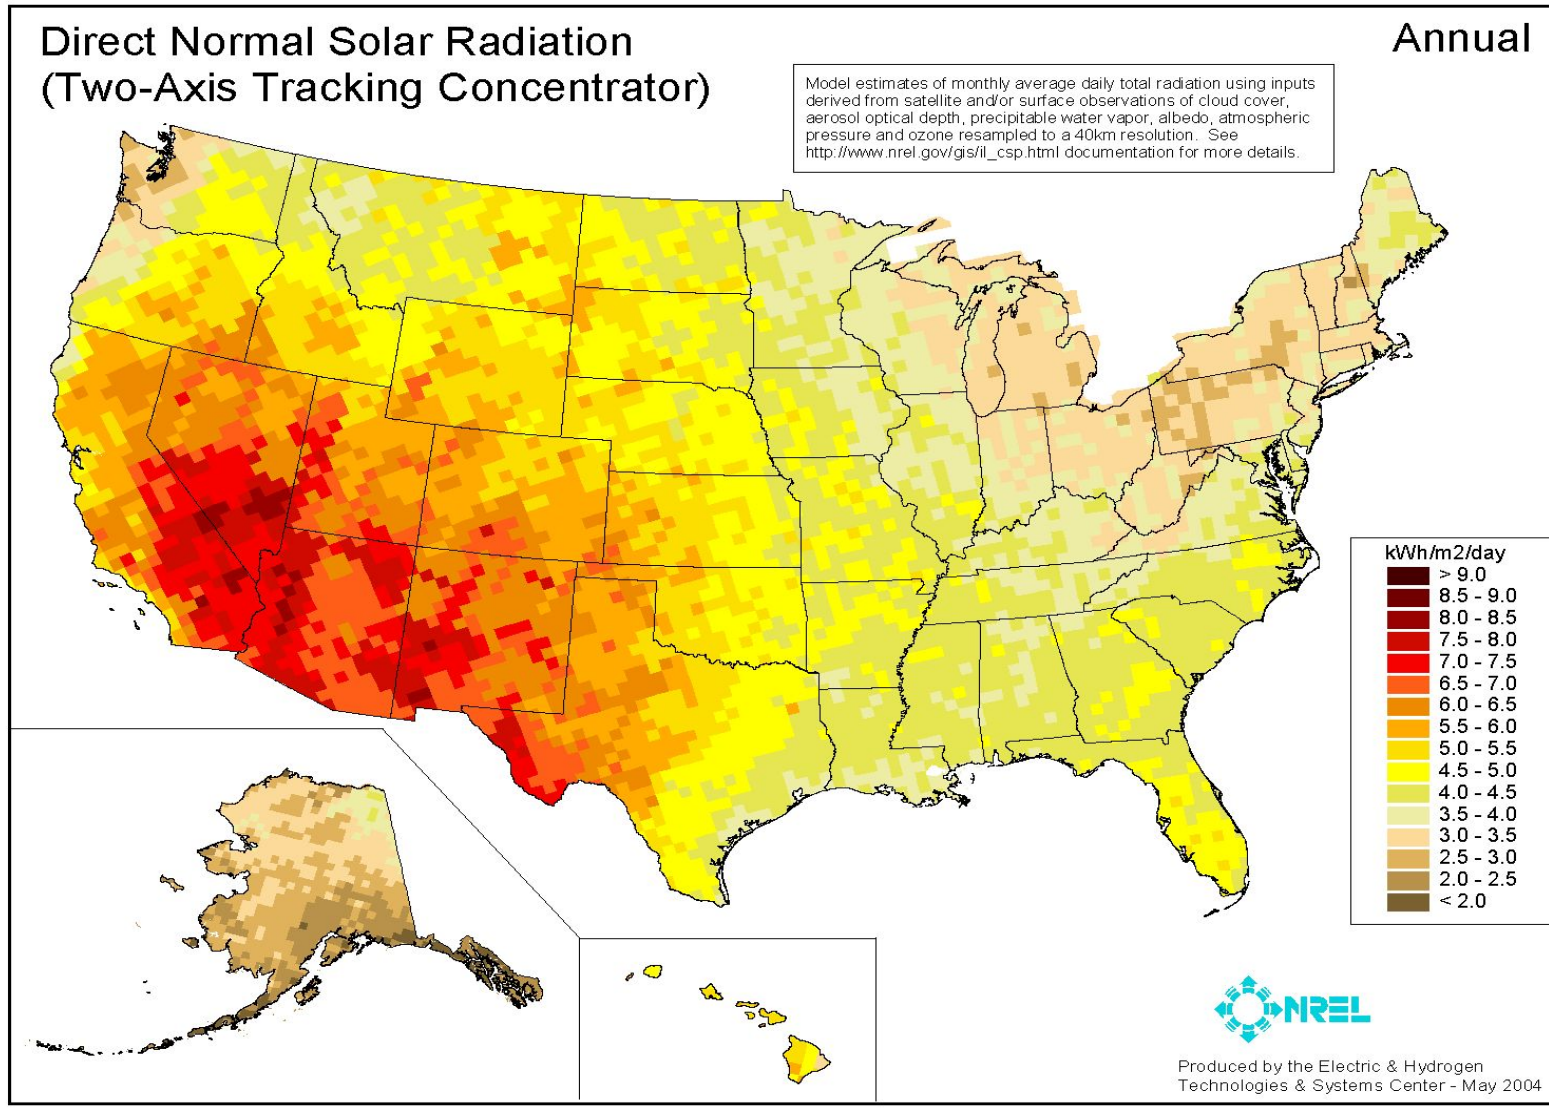 Direct Normal Solar Radiation
(Two-Axis Tracking Concentrator)
Annual
Model estimates of monthly average daily total radiation using inputs
derived from satellite and/or surface observations of cloud cover,
aerosol optical depth, precipitable water vapor, albedo, atmospheric
pressure and ozone resampled to a 40km resolution. See
http://www.nrel.gov/gis/il_csp.html documentation for more details.
kWh/m2/day
> 9.0
8.5 - 9.0
8.0 - 8.5
7.5 - 8.0
7.0 - 7.5
6.5 - 7.0
6.0 - 6.5
5.5 - 6.0
5.0 - 5.5
4.5 - 5.0
4.0 - 4.5
3.5 - 4.0
3.0 - 3.5
2.5 - 3.0
2.0 - 2.5
< 2.0
NREL
Produced by the Electric & Hydrogen
Technologies & Systems Center - May 2004